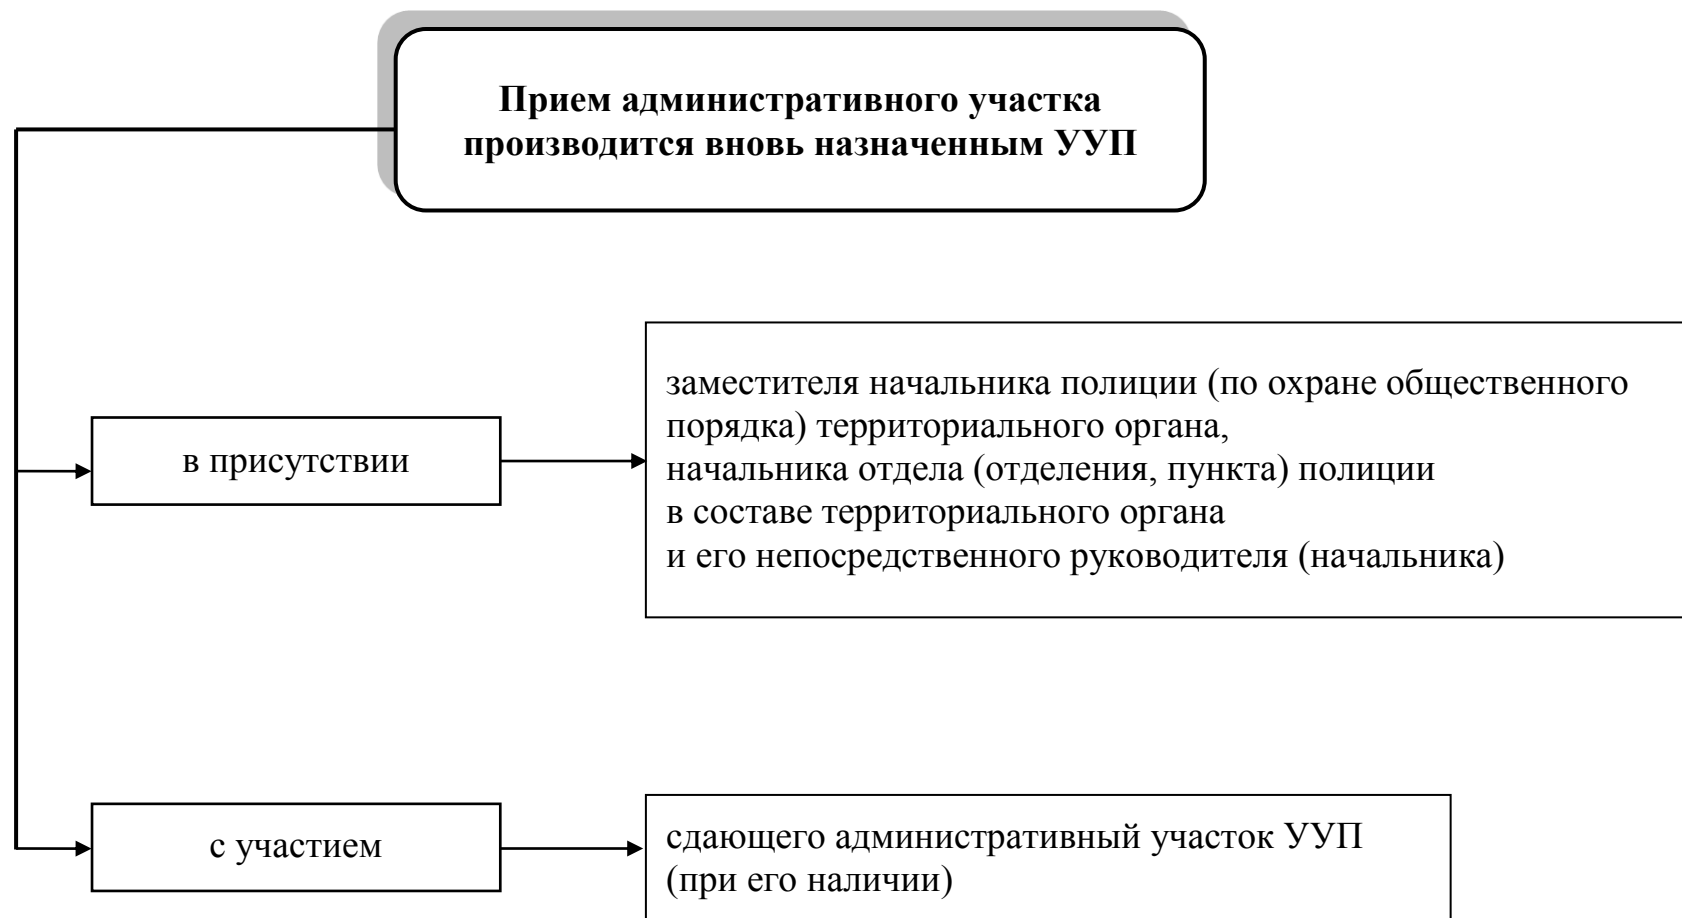 Прием административного участка
производится вновь назначенным УУП
в присутствии
заместителя начальника полиции (по охране общественного
порядка) территориального органа,
начальника отдела (отделения, пункта) полиции
в составе территориального органа
и его непосредственного руководителя (начальника)
с участием
сдающего административный участок УУП
(при его наличии)